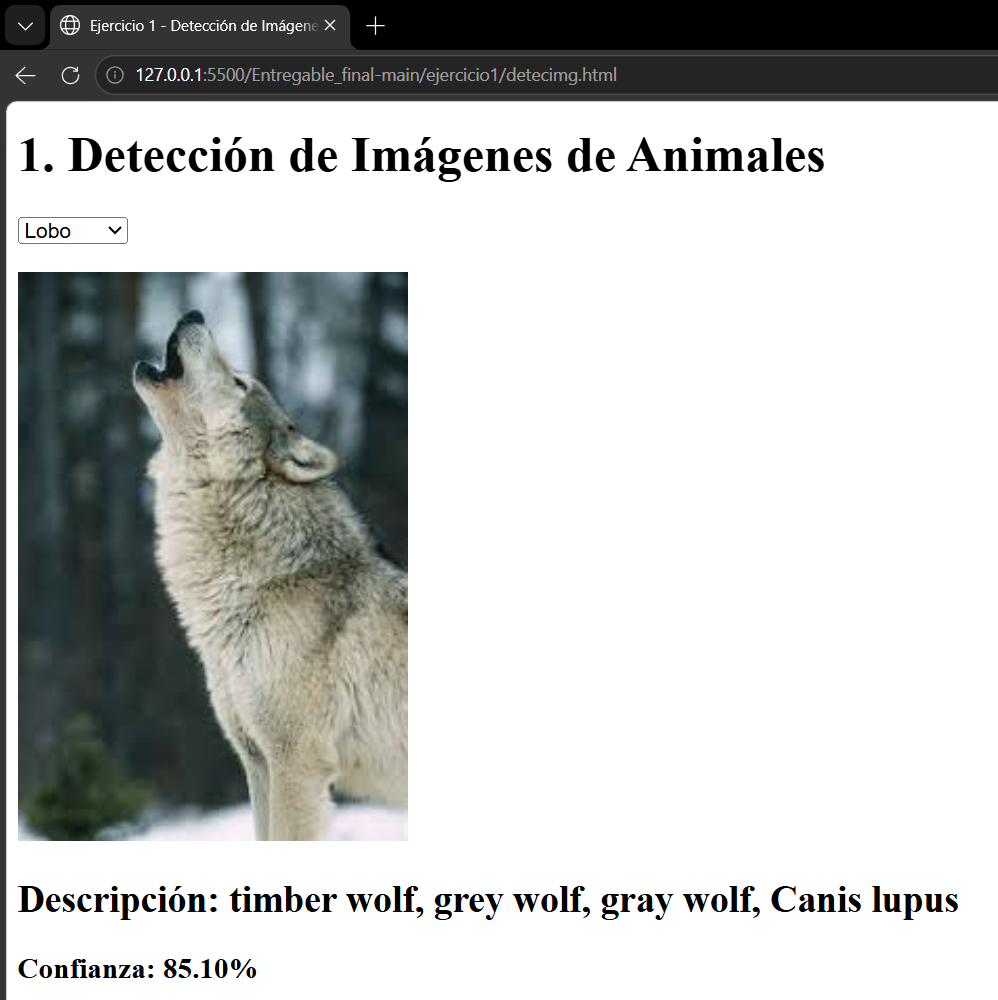 Ejercicio 1 - Detección de Imágene
127.0.0.1:5500/Entregable_final-main/ejercicio1/detecimg.html
1. Detección de Imágenes de Animales
Lobo
Descripción: timber wolf, grey wolf, gray wolf, Canis lupus
Confianza: 85.10%